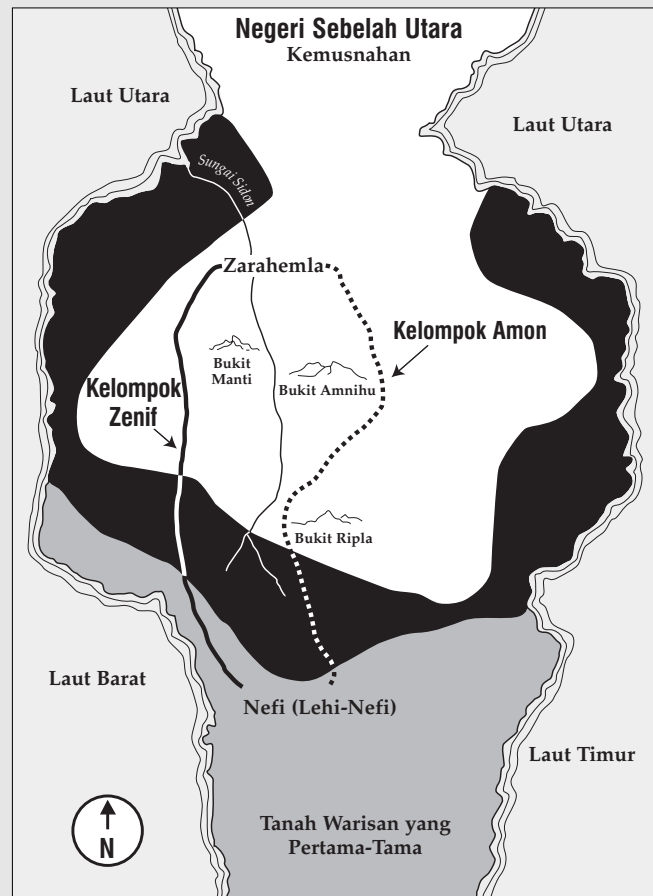 Negeri Sebelah Utara
Kemusnahan
Laut Utara
Laut Utara
Sungai Sidon
Zarahemla
Kelompok Amon
Bukit
Manti
Bukit Amnihu
Kelompok
Zenif
Bukit Ripla
Laut Barat
Nefi (Lehi-Nefi)
Laut Timur
Tanah Warisan yang
Pertama-Tama
N